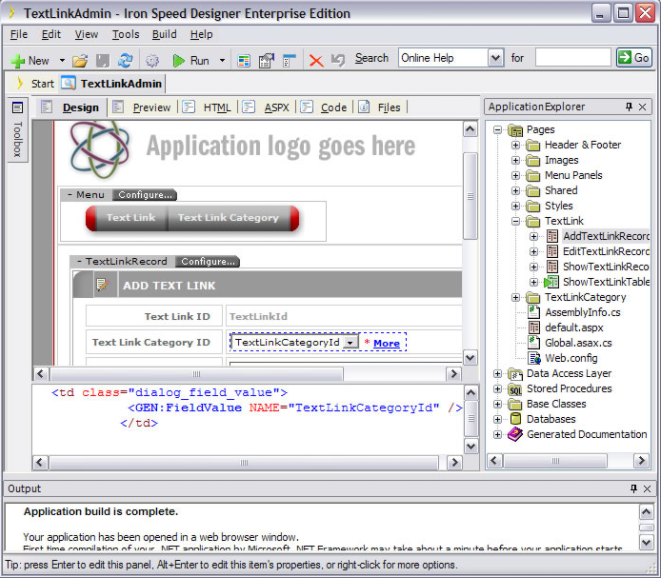 TextLinkAdmin - Iron Speed Designer Enterprise Edition
File Edit View Tools Build Help
New Run Search Online Help for Go
Start TextLinkAdmin
Toolbox
Design Preview HTML ASPX Code Files
Application logo goes here
- Menu Configure...
Text Link Text Link Category
- TextLinkRecord Configure...
ADD TEXT LINK
Text Link ID TextLinkId
Text Link Category ID TextLinkCategoryId * More
<td class="dialog_field_value">
<GEN:FieldValue NAME="TextLinkCategoryId" />
</td>
ApplicationExplorer
Pages
Header & Footer
Images
Menu Panels
Shared
Styles
TextLink
AddTextLinkRecord
EditTextLinkRecord
ShowTextLinkReco
ShowTextLinkTable
TextLinkCategory
AssemblyInfo.cs
default.aspx
Global.asax.cs
Web.config
Data Access Layer
SQL Stored Procedures
Base Classes
Databases
Generated Documentation
Output
Application build is complete.
Your application has been opened in a web browser window.
First time compilation of your .NET application by Microsoft .NET Framework may take about a minute before your application starts
Tip: press Enter to edit this panel, Alt+Enter to edit this item's properties, or right-click for more options.